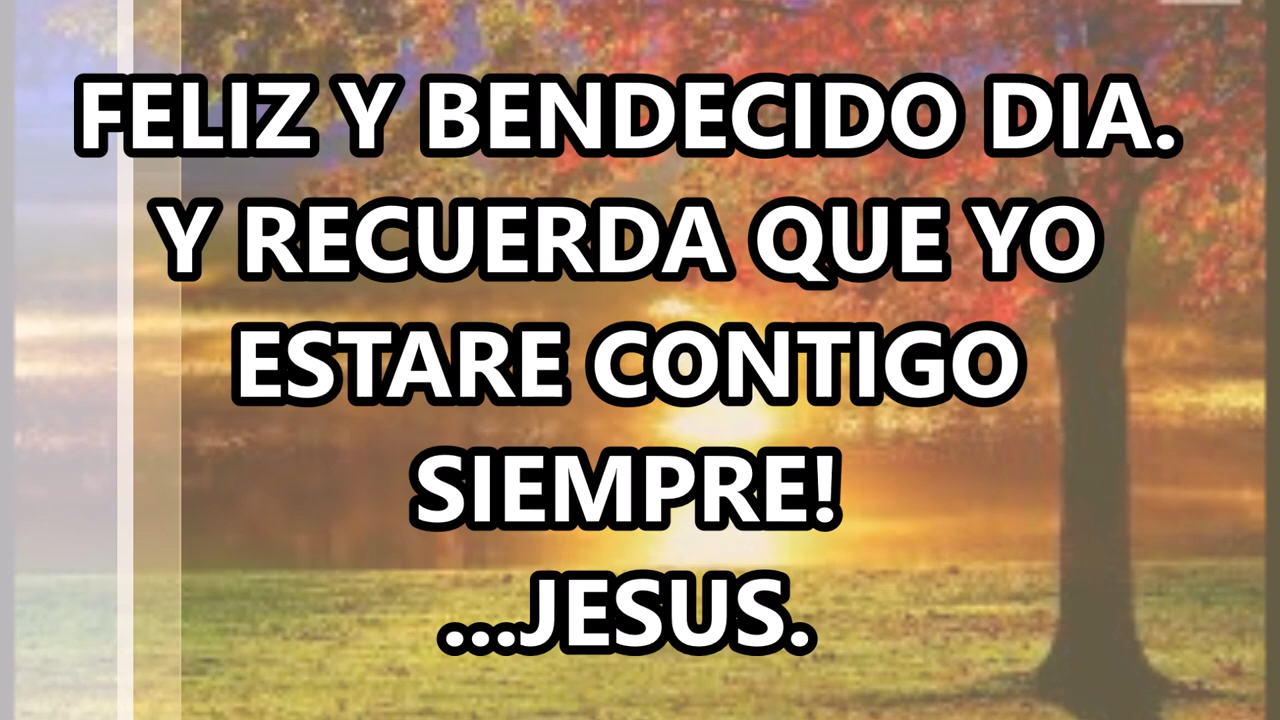 FELIZ Y BENDECIDO DIA.
Y RECUERDA QUE YO
ESTARE CONTIGO
SIEMPRE!
...JESUS.